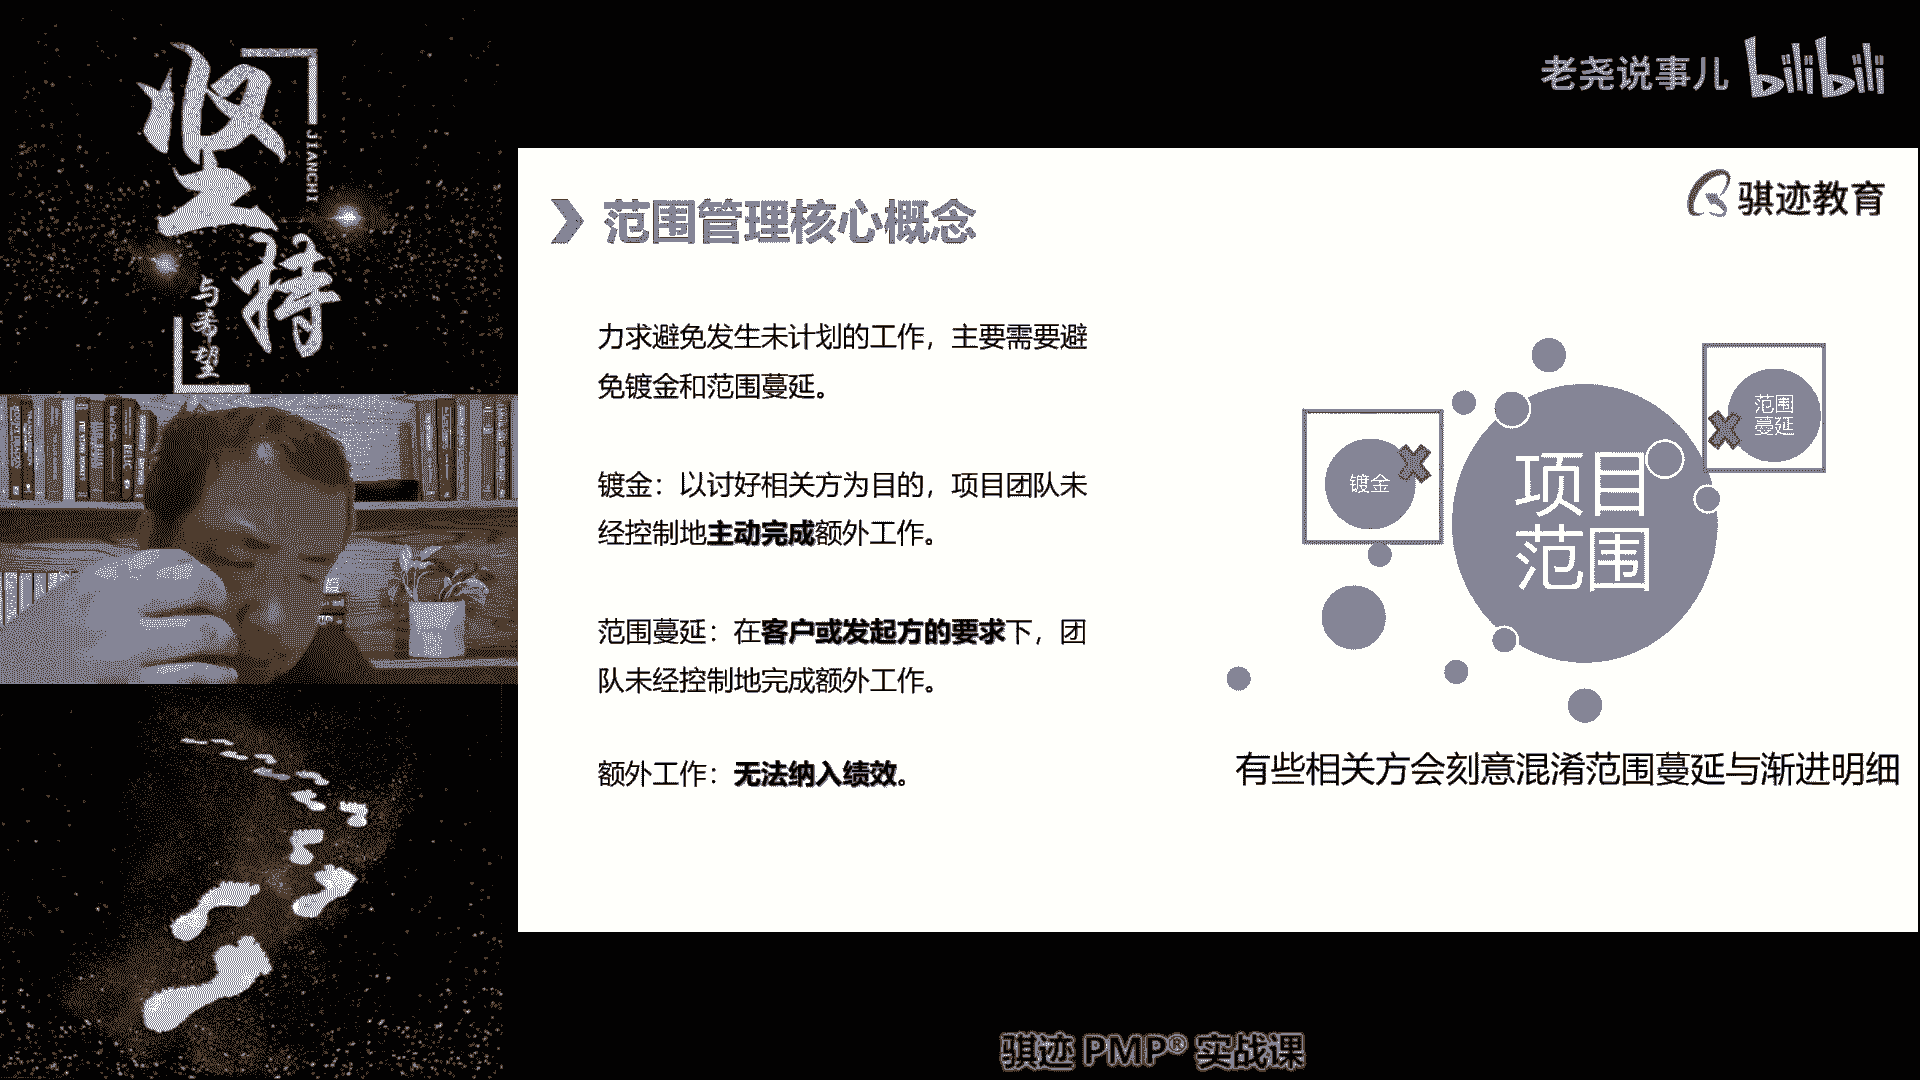 坚持
JIANCHI
与希望
老尧说事儿 bilibili
骐迹教育
范围管理核心概念
力求避免发生未计划的工作，主要需要避
免镀金和范围蔓延。
镀金：以讨好相关方为目的，项目团队未
经控制地主动完成额外工作。
范围蔓延：在客户或发起方的要求下，团
队未经控制地完成额外工作。
额外工作：无法纳入绩效。
镀金
项目
范围
范围
蔓延
有些相关方会刻意混淆范围蔓延与渐进明细
骐迹 PMP® 实战课